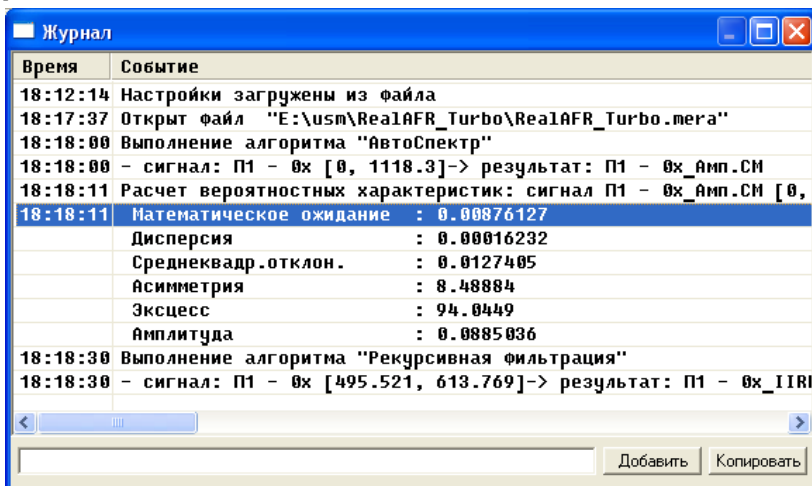 Журнал
Время Событие
18:12:14 Настройки загружены из файла
18:17:37 Открыт файл "E:\usm\RealAFR_Turbo\RealAFR_Turbo.mera"
18:18:00 Выполнение алгоритма "АвтоСпектр"
18:18:00 - сигнал: П1 - 0x [0, 1118.3]-> результат: П1 - 0x_Амп.СМ
18:18:11 Расчет вероятностных характеристик: сигнал П1 - 0x_Амп.СМ [0,
18:18:11 Математическое ожидание : 0.00876127
Дисперсия : 0.00016232
Среднеквадр.отклон. : 0.0127405
Асимметрия : 8.48884
Эксцесс : 94.0449
Амплитуда : 0.0885036
18:18:30 Выполнение алгоритма "Рекурсивная фильтрация"
18:18:30 - сигнал: П1 - 0x [495.521, 613.769]-> результат: П1 - 0x_IIR
Добавить Копировать